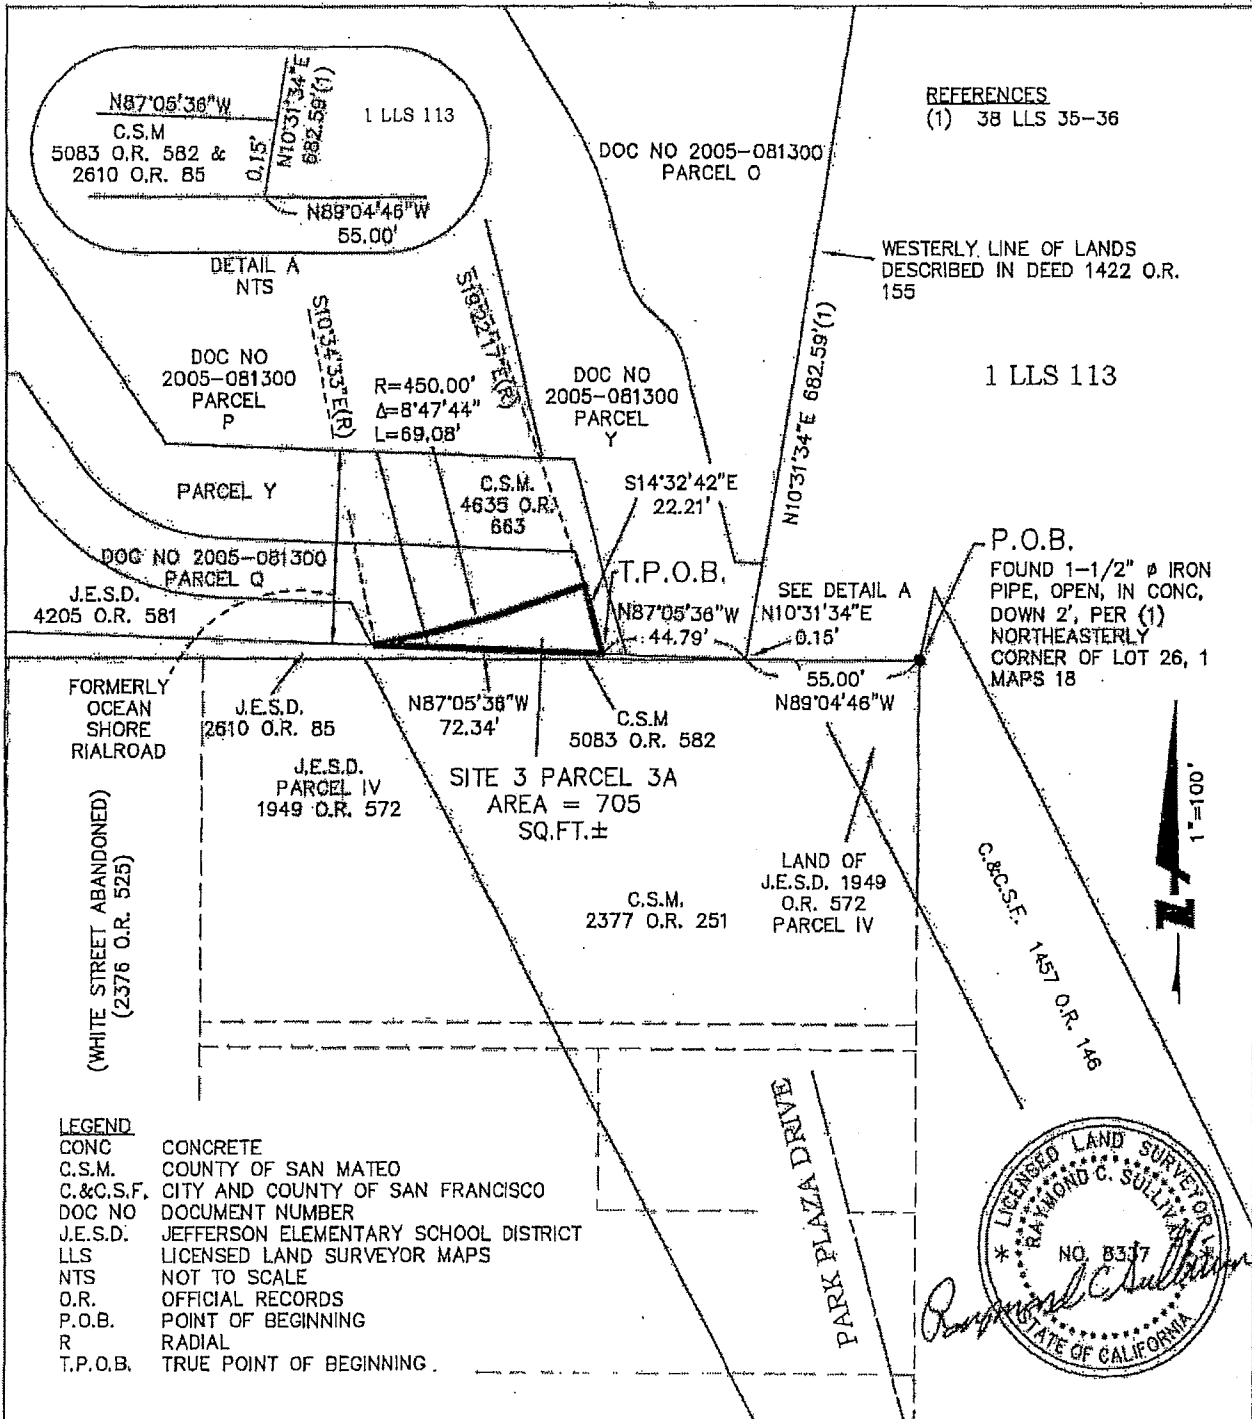 N87°05'36"W
C.S.M
5083 O.R. 582 &
2610 O.R. 85
0.15'
N10°31'34"E
682.59'(1)
1 LLS 113
N89°04'46"W
55.00'
DETAIL A
NTS
REFERENCES
(1) 38 LLS 35-36
DOC NO 2005-081300
PARCEL O
WESTERLY LINE OF LANDS
DESCRIBED IN DEED 1422 O.R.
155
1 LLS 113
N10°31'34"E 682.59'(1)
S10°34'33"E(R)
S19°22'17"E(R)
DOC NO
2005-081300
PARCEL
P
R=450.00'
Δ=8°47'44"
L=69.08'
DOC NO
2005-081300
PARCEL
Y
C.S.M.
4635 O.R.
663
S14°32'42"E
22.21'
PARCEL Y
DOC NO 2005-081300
PARCEL Q
J.E.S.D.
4205 O.R. 581
T.P.O.B.
N87°05'36"W
44.79'
SEE DETAIL A
N10°31'34"E
0.15'
P.O.B.
FOUND 1-1/2" ø IRON
PIPE, OPEN, IN CONC,
DOWN 2', PER (1)
NORTHEASTERLY
CORNER OF LOT 26, 1
MAPS 18
55.00'
N89°04'46"W
FORMERLY
OCEAN
SHORE
RIALROAD
J.E.S.D.
2610 O.R. 85
N87°05'36"W
72.34'
C.S.M
5083 O.R. 582
J.E.S.D.
PARCEL IV
1949 O.R. 572
SITE 3 PARCEL 3A
AREA = 705
SQ.FT.±
(WHITE STREET ABANDONED)
(2376 O.R. 525)
C.S.M.
2377 O.R. 251
LAND OF
J.E.S.D. 1949
O.R. 572
PARCEL IV
C.&C.S.F. 1457 O.R. 146
1"=100'
N
PARK PLAZA DRIVE
LEGEND
CONC CONCRETE
C.S.M. COUNTY OF SAN MATEO
C.&C.S.F. CITY AND COUNTY OF SAN FRANCISCO
DOC NO DOCUMENT NUMBER
J.E.S.D. JEFFERSON ELEMENTARY SCHOOL DISTRICT
LLS LICENSED LAND SURVEYOR MAPS
NTS NOT TO SCALE
O.R. OFFICIAL RECORDS
P.O.B. POINT OF BEGINNING
R RADIAL
T.P.O.B. TRUE POINT OF BEGINNING
LICENSED LAND SURVEYOR
RAYMOND C. SULLIVAN
NO. 8337
STATE OF CALIFORNIA
Raymond C Sullivan